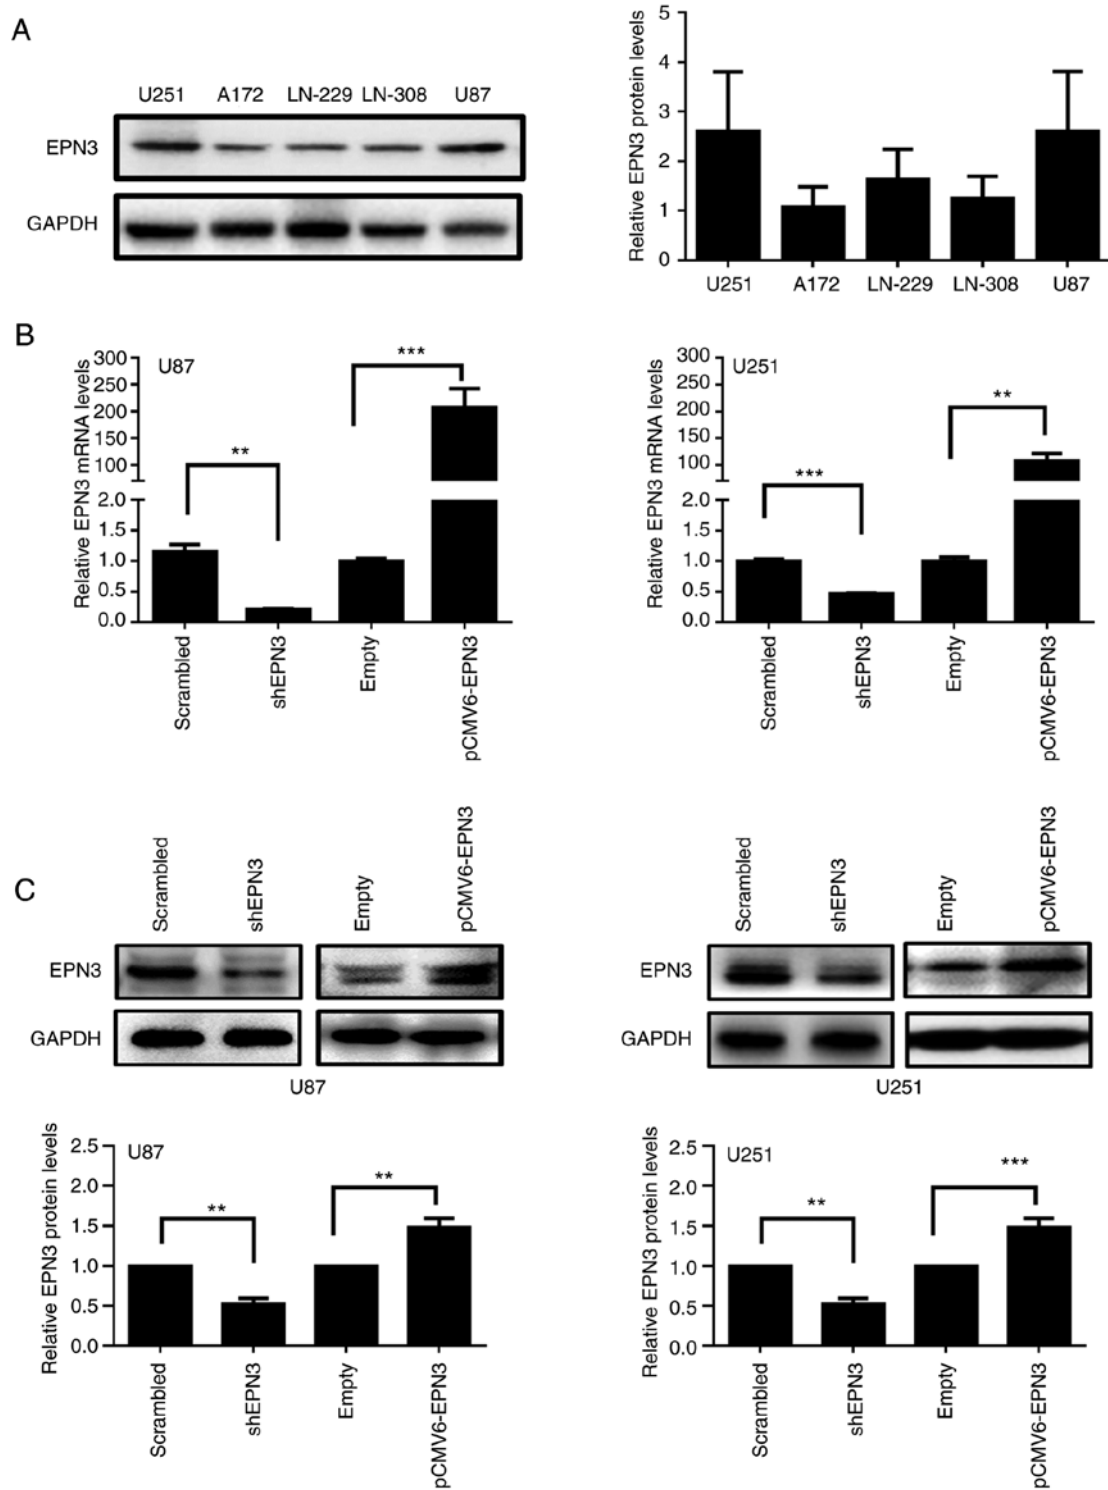 A
U251 A172 LN-229 LN-308 U87
EPN3
GAPDH
Relative EPN3 protein levels
5
4
3
2
1
0
U251 A172 LN-229 LN-308 U87
B
Relative EPN3 mRNA levels
300
250
200
150
100
2.0
1.5
1.0
0.5
0.0
U87
**
***
Scrambled
shEPN3
Empty
pCMV6-EPN3
Relative EPN3 mRNA levels
300
250
200
150
100
2.0
1.5
1.0
0.5
0.0
U251
***
**
Scrambled
shEPN3
Empty
pCMV6-EPN3
C
Scrambled
shEPN3
Empty
pCMV6-EPN3
EPN3
GAPDH
U87
Scrambled
shEPN3
Empty
pCMV6-EPN3
EPN3
GAPDH
U251
Relative EPN3 protein levels
2.5
2.0
1.5
1.0
0.5
0.0
U87
**
**
Scrambled
shEPN3
Empty
pCMV6-EPN3
Relative EPN3 protein levels
2.5
2.0
1.5
1.0
0.5
0.0
U251
**
***
Scrambled
shEPN3
Empty
pCMV6-EPN3